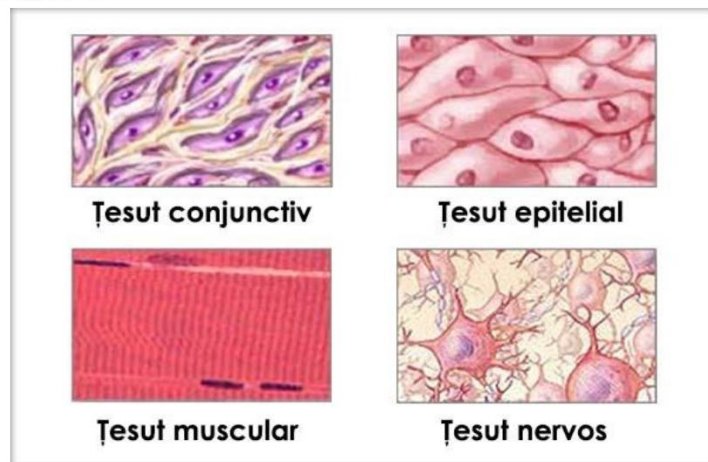 Țesut conjunctiv
Țesut epitelial
Țesut muscular
Țesut nervos